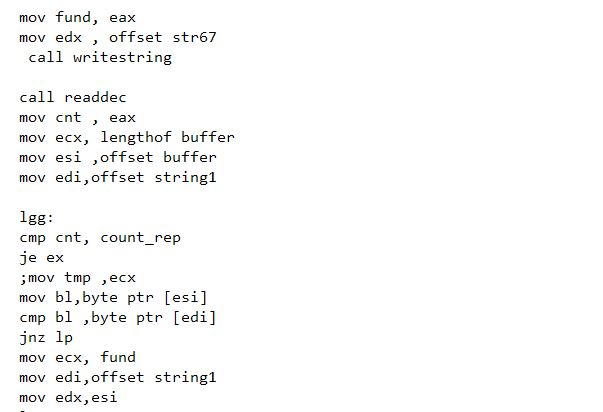 mov fund, eax
mov edx , offset str67
call writestring
call readdec
mov cnt , eax
mov ecx, lengthof buffer
mov esi ,offset buffer
mov edi,offset string1
lgg:
cmp cnt, count_rep
je ex
;mov tmp ,ecx
mov bl,byte ptr [esi]
cmp bl ,byte ptr [edi]
jnz lp
mov ecx, fund
mov edi,offset string1
mov edx,esi